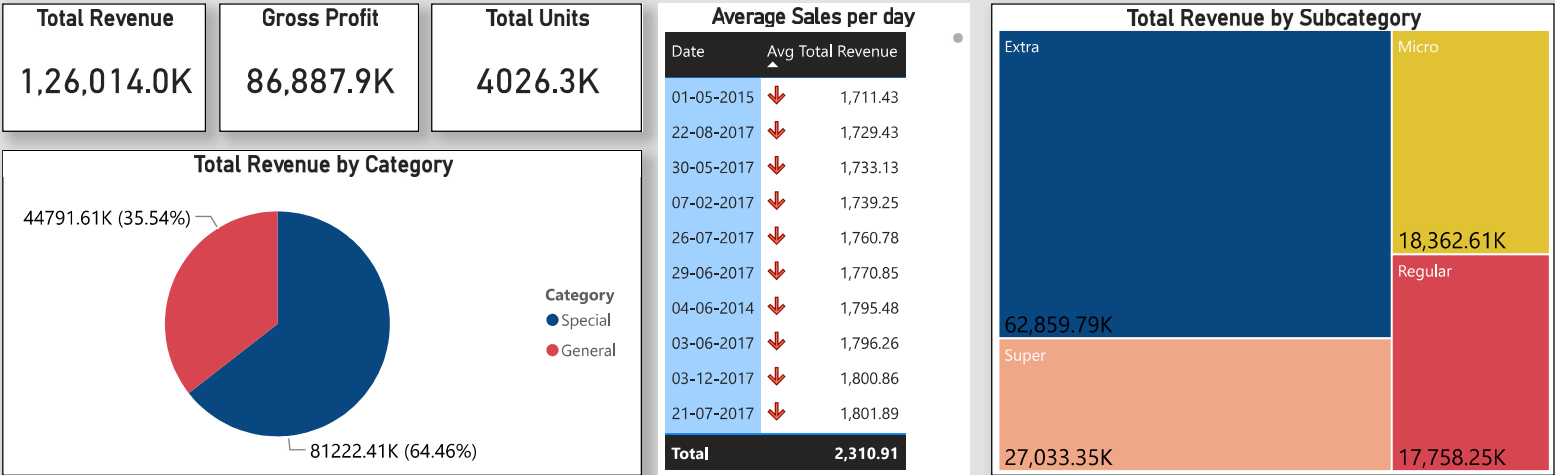 Total Revenue
1,26,014.0K
Gross Profit
86,887.9K
Total Units
4026.3K
Total Revenue by Category
44791.61K (35.54%)
81222.41K (64.46%)
Category
Special
General
Average Sales per day
Date Avg Total Revenue
01-05-2015 1,711.43
22-08-2017 1,729.43
30-05-2017 1,733.13
07-02-2017 1,739.25
26-07-2017 1,760.78
29-06-2017 1,770.85
04-06-2014 1,795.48
03-06-2017 1,796.26
03-12-2017 1,800.86
21-07-2017 1,801.89
Total 2,310.91
Total Revenue by Subcategory
Extra
62,859.79K
Super
27,033.35K
Micro
18,362.61K
Regular
17,758.25K